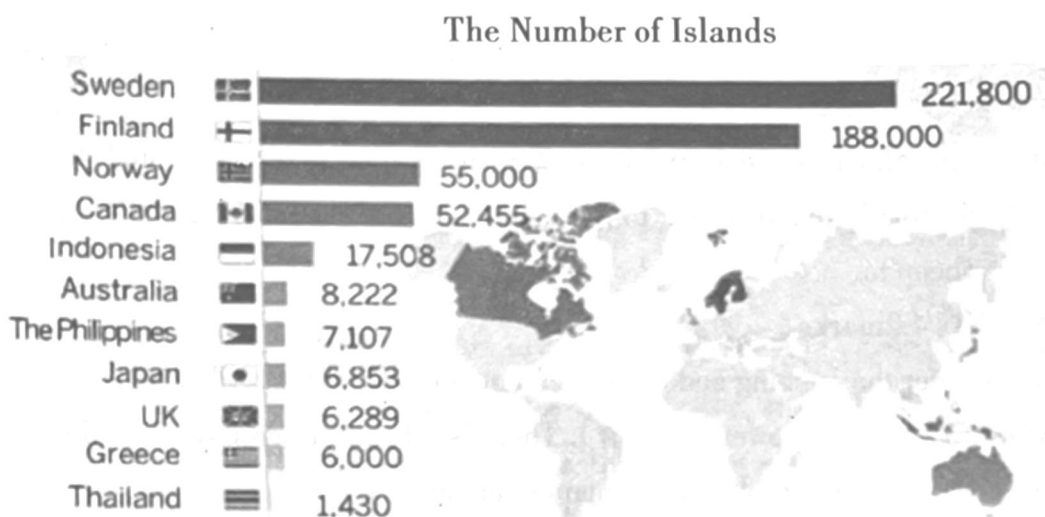 The Number of Islands
Sweden 221,800
Finland 188,000
Norway 55,000
Canada 52,455
Indonesia 17,508
Australia 8,222
The Philippines 7,107
Japan 6,853
UK 6,289
Greece 6,000
Thailand 1,430